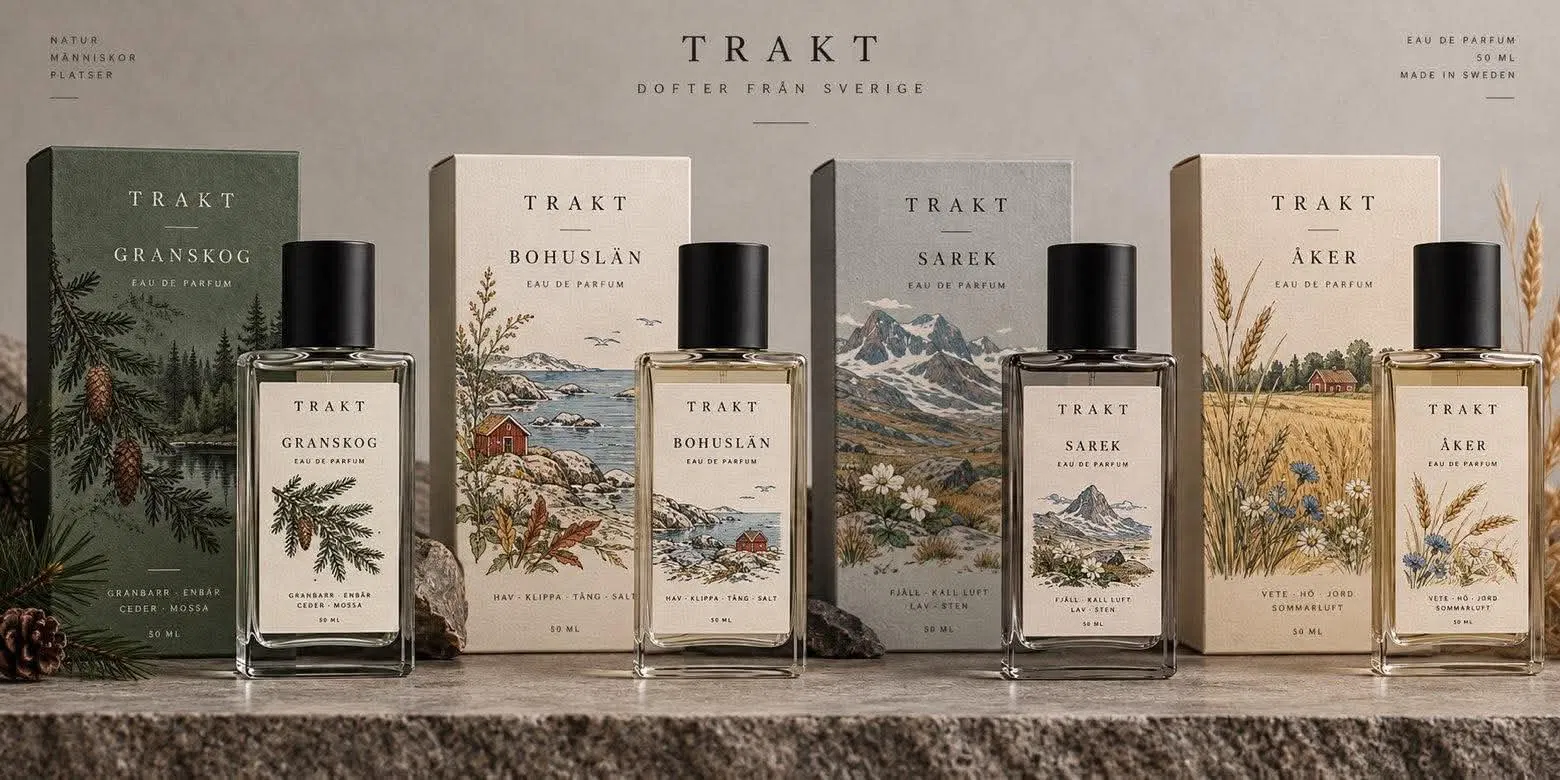 NATUR
MÄNNISKOR
PLATSER
TRAKT
DOFTER FRÅN SVERIGE
EAU DE PARFUM
50 ML
MADE IN SWEDEN
TRAKT
GRANSKOG
EAU DE PARFUM
GRANBARR · ENBÄR
CEDER · MOSSA
50 ML
TRAKT
GRANSKOG
EAU DE PARFUM
GRANBARR · ENBÄR
CEDER · MOSSA
50 ML
TRAKT
BOHUSLÄN
EAU DE PARFUM
HAV · KLIPPA · TÅNG · SALT
50 ML
TRAKT
BOHUSLÄN
EAU DE PARFUM
HAV · KLIPPA · TÅNG · SALT
50 ML
TRAKT
SAREK
EAU DE PARFUM
FJÄLL · KALL LUFT
LAV · STEN
50 ML
TRAKT
SAREK
EAU DE PARFUM
FJÄLL · KALL LUFT
LAV · STEN
50 ML
TRAKT
ÅKER
EAU DE PARFUM
VETE · HÖ · JORD
SOMMARLUFT
50 ML
TRAKT
ÅKER
EAU DE PARFUM
VETE · HÖ · JORD
SOMMARLUFT
50 ML